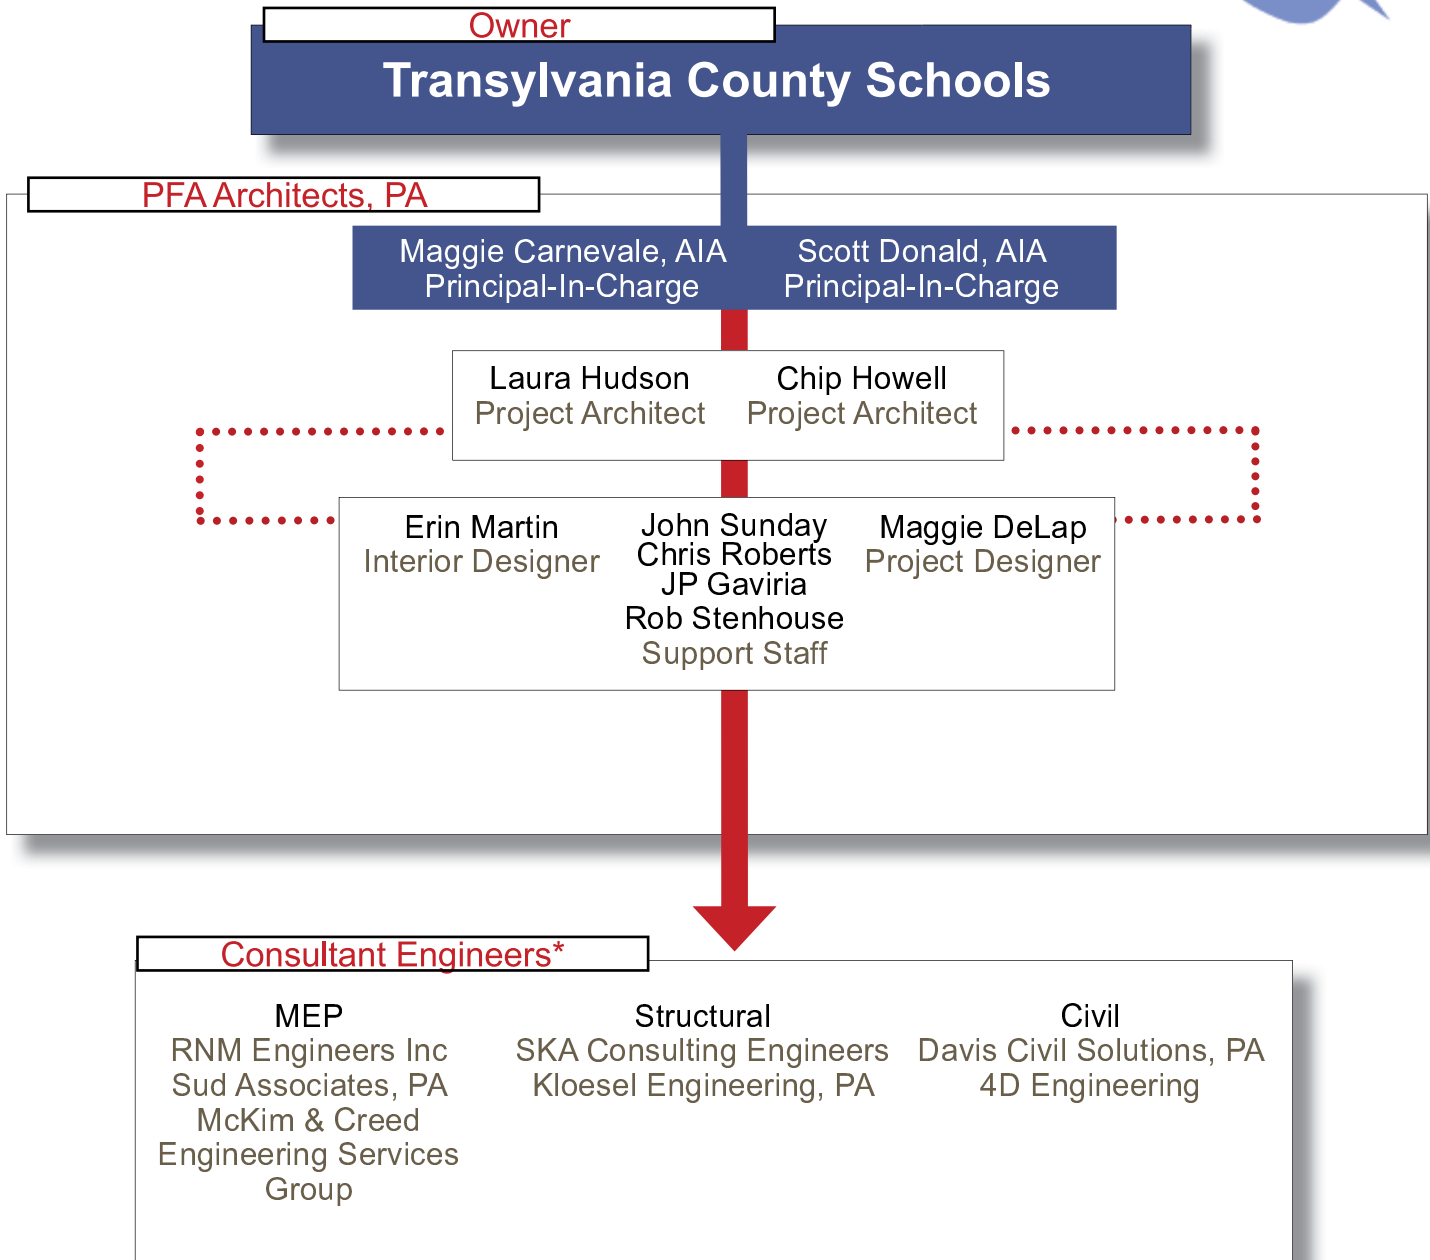 Owner
Transylvania County Schools
PFA Architects, PA
Maggie Carnevale, AIA
Principal-In-Charge
Scott Donald, AIA
Principal-In-Charge
Laura Hudson
Project Architect
Chip Howell
Project Architect
Erin Martin
Interior Designer
John Sunday
Chris Roberts
JP Gaviria
Rob Stenhouse
Support Staff
Maggie DeLap
Project Designer
Consultant Engineers*
MEP
RNM Engineers Inc
Sud Associates, PA
McKim & Creed
Engineering Services
Group
Structural
SKA Consulting Engineers
Kloesel Engineering, PA
Civil
Davis Civil Solutions, PA
4D Engineering